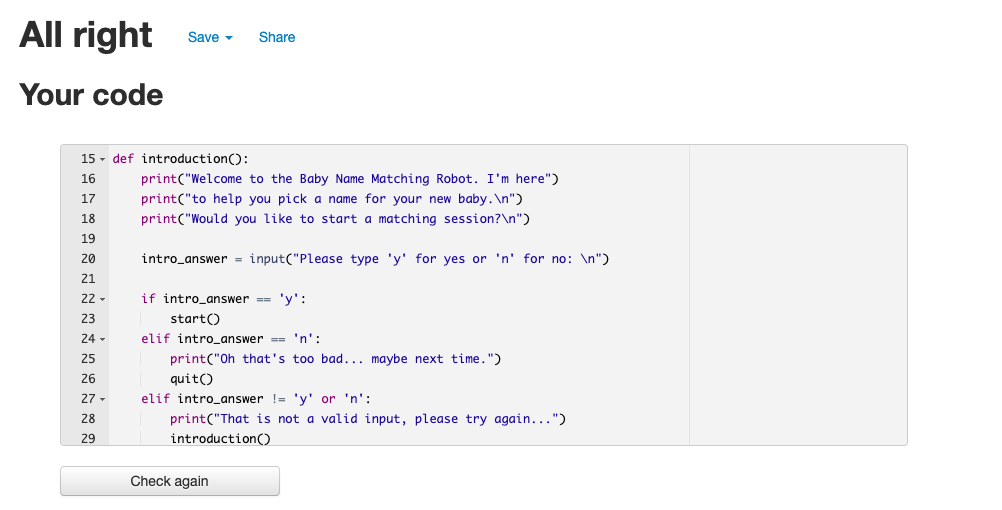 All right Save Share
Your code
15 def introduction():
16 print("Welcome to the Baby Name Matching Robot. I'm here")
17 print("to help you pick a name for your new baby.\n")
18 print("Would you like to start a matching session?\n")
19
20 intro_answer = input("Please type 'y' for yes or 'n' for no: \n")
21
22 if intro_answer == 'y':
23 start()
24 elif intro_answer == 'n':
25 print("Oh that's too bad... maybe next time.")
26 quit()
27 elif intro_answer != 'y' or 'n':
28 print("That is not a valid input, please try again...")
29 introduction()
Check again